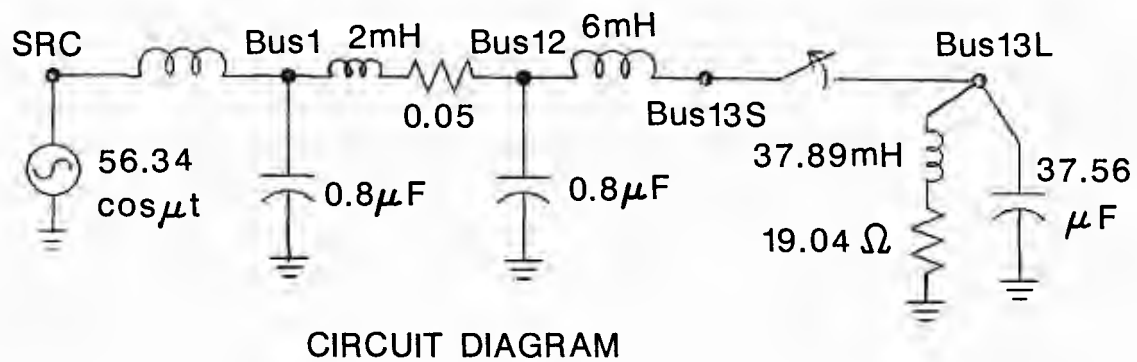 SRC
Bus1
2mH
Bus12
6mH
Bus13L
0.05
Bus13S
56.34
cosμt
0.8μF
0.8μF
37.89mH
37.56
μF
19.04 Ω
CIRCUIT DIAGRAM